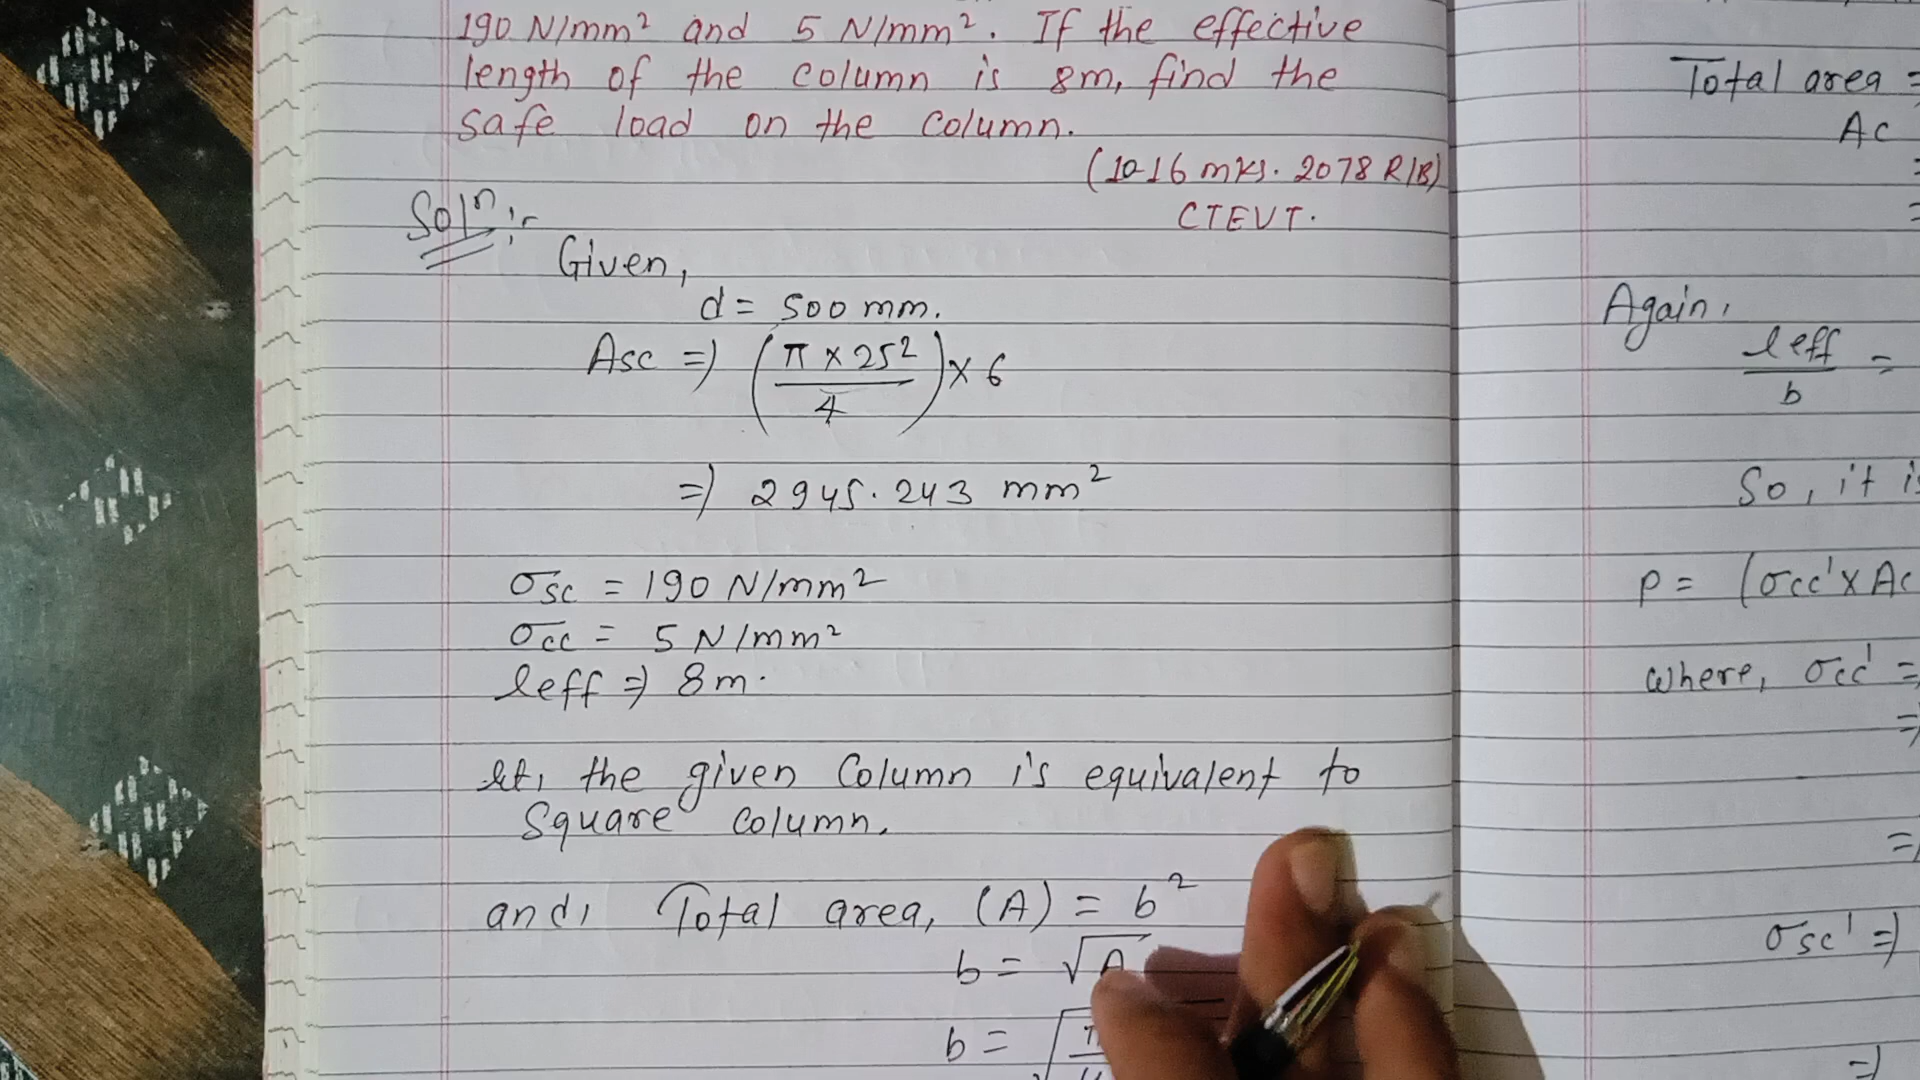 190 N/mm² and 5 N/mm². If the effective
length of the column is 8m, find the
safe load on the column.
(10-16 mks. 2078 R/B)
CTEVT.
Solⁿ:-
Given,
d = 500 mm.
Asc => (π × 25² / 4) × 6
=> 2945.243 mm²
σsc = 190 N/mm²
σcc = 5 N/mm²
leff => 8m.
let, the given column is equivalent to
square column.
and, Total area, (A) = b²
b = √A
b =
Total area =
Ac
=
=
Again,
leff / b =
So, it
P = (σcc' × Ac
where, σcc' =
=>
=>
σsc' =>
=>